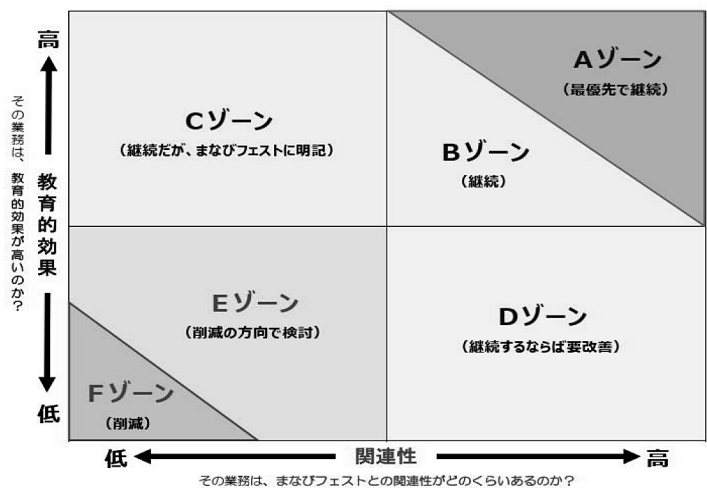 高
Aゾーン
(最優先で継続)
Cゾーン
(継続だが、まなびフェストに明記)
Bゾーン
(継続)
その業務は、教育的効果が高いのか？
教育的効果
Eゾーン
(削減の方向で検討)
Dゾーン
(継続するならば要改善)
Fゾーン
(削減)
低
低
関連性
高
その業務は、まなびフェストとの関連性がどのくらいあるのか？